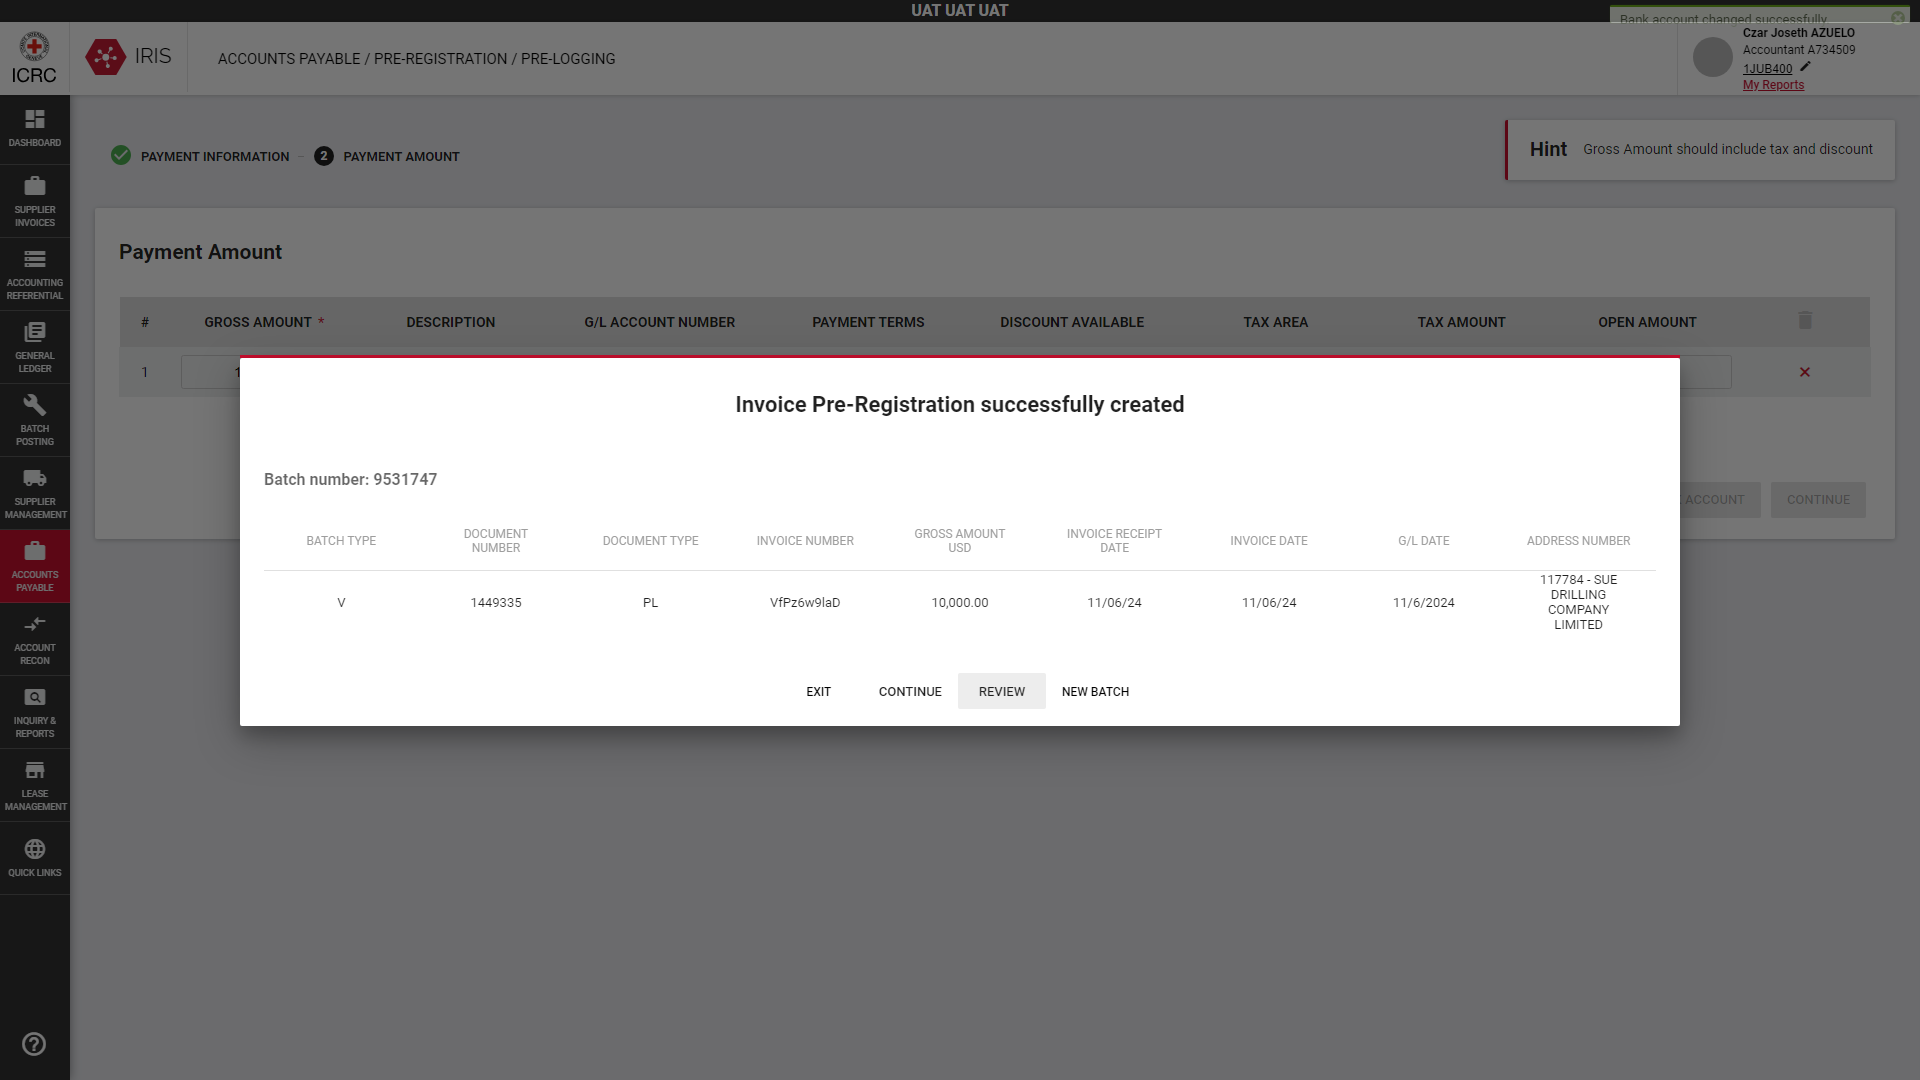 UAT UAT UAT
Bank account changed successfully
ICRC
IRIS
ACCOUNTS PAYABLE / PRE-REGISTRATION / PRE-LOGGING
Czar Joseth AZUELO
Accountant A734509
1JUB400
My Reports
DASHBOARD
SUPPLIER
INVOICES
ACCOUNTING
REFERENTIAL
GENERAL
LEDGER
BATCH
POSTING
SUPPLIER
MANAGEMENT
ACCOUNTS
PAYABLE
ACCOUNT
RECON
INQUIRY &
REPORTS
LEASE
MANAGEMENT
QUICK LINKS
PAYMENT INFORMATION – 2 PAYMENT AMOUNT
Hint Gross Amount should include tax and discount
Payment Amount
# GROSS AMOUNT * DESCRIPTION G/L ACCOUNT NUMBER PAYMENT TERMS DISCOUNT AVAILABLE TAX AREA TAX AMOUNT OPEN AMOUNT
1 1
ACCOUNT CONTINUE
Invoice Pre-Registration successfully created
Batch number: 9531747
BATCH TYPE DOCUMENT NUMBER DOCUMENT TYPE INVOICE NUMBER GROSS AMOUNT USD INVOICE RECEIPT DATE INVOICE DATE G/L DATE ADDRESS NUMBER
V 1449335 PL VfPz6w9laD 10,000.00 11/06/24 11/06/24 11/6/2024 117784 - SUE
DRILLING
COMPANY
LIMITED
EXIT CONTINUE REVIEW NEW BATCH